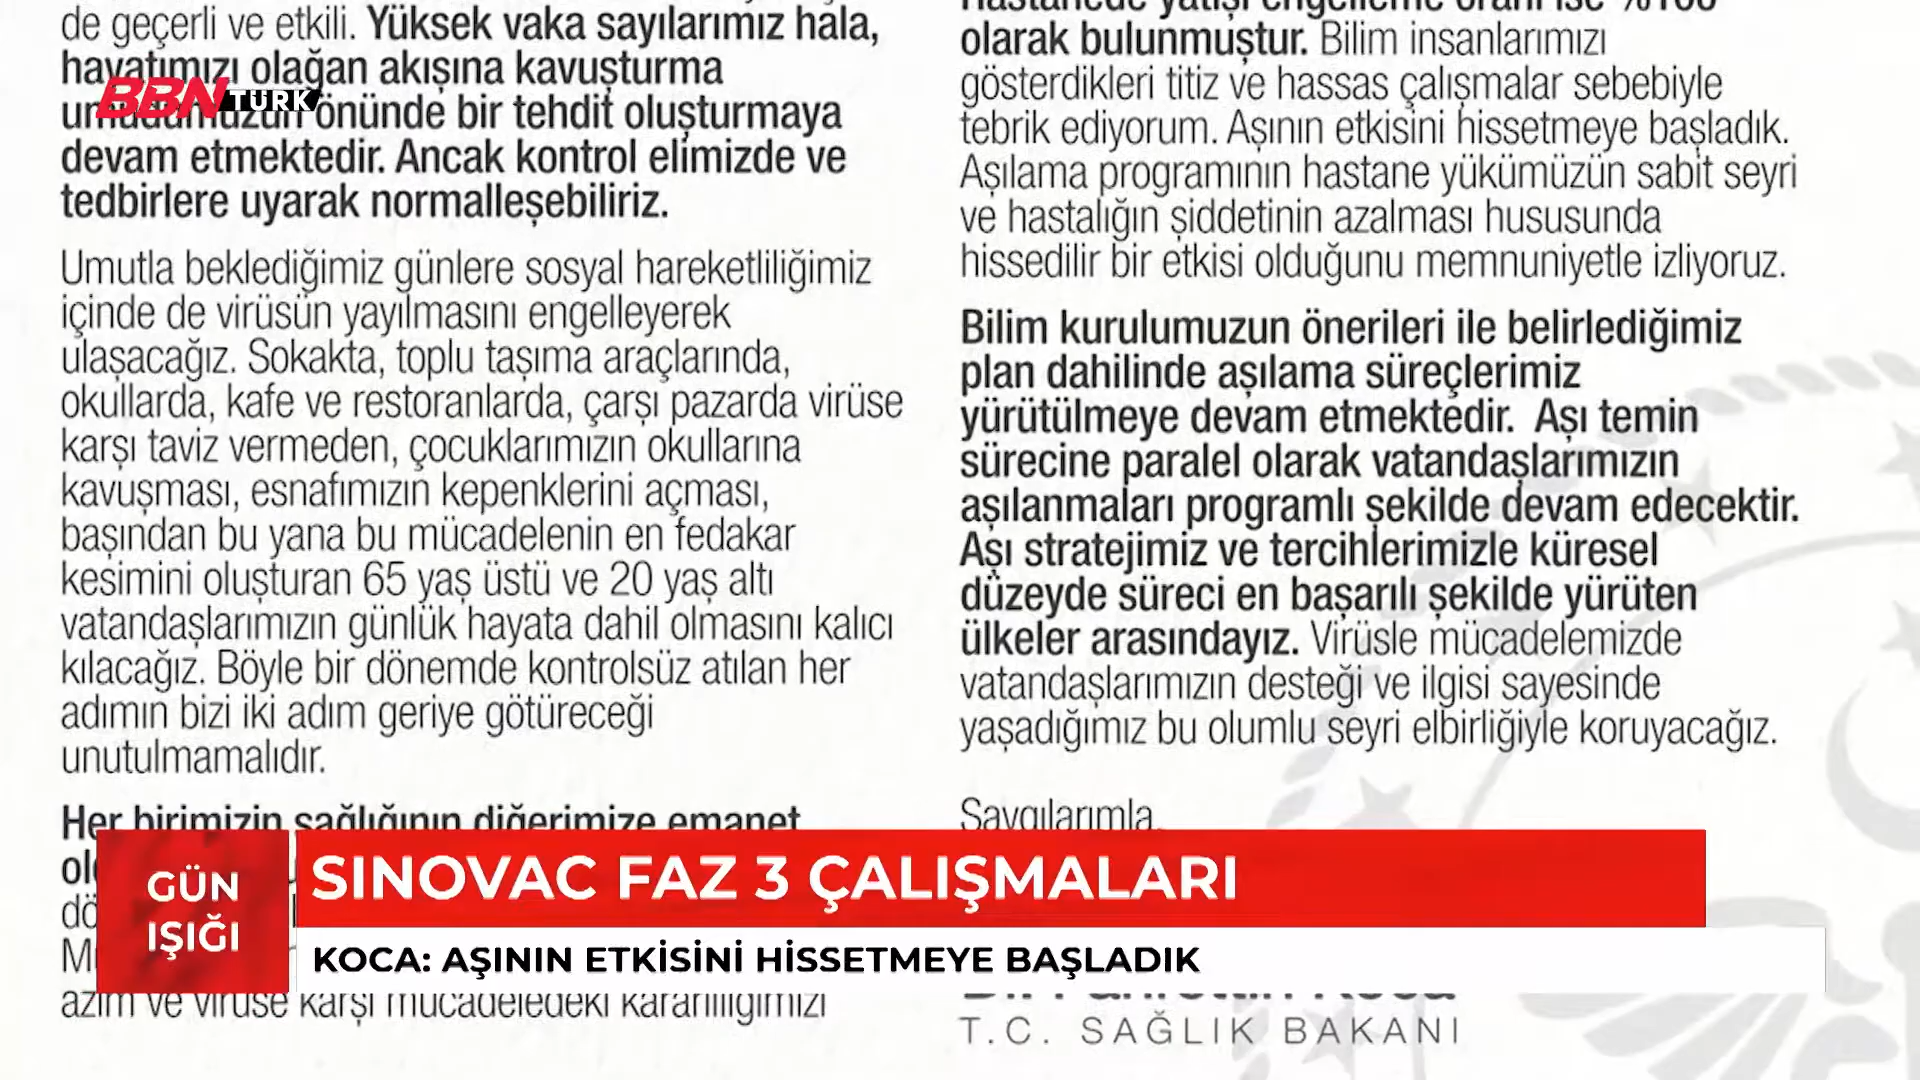 de geçerli ve etkili. Yüksek vaka sayılarımız hala,
hayatımızı olağan akışına kavuşturma
umudumuzun önünde bir tehdit oluşturmaya
devam etmektedir. Ancak kontrol elimizde ve
tedbirlere uyarak normalleşebiliriz.
Umutla beklediğimiz günlere sosyal hareketliliğimiz
içinde de virüsün yayılmasını engelleyerek
ulaşacağız. Sokakta, toplu taşıma araçlarında,
okullarda, kafe ve restoranlarda, çarşı pazarda virüse
karşı taviz vermeden, çocuklarımızın okullarına
kavuşması, esnafımızın kepenklerini açması,
başından bu yana bu mücadelenin en fedakar
kesimini oluşturan 65 yaş üstü ve 20 yaş altı
vatandaşlarımızın günlük hayata dahil olmasını kalıcı
kılacağız. Böyle bir dönemde kontrolsüz atılan her
adımın bizi iki adım geriye götüreceği
unutulmamalıdır.
Her birimizin sağlığının diğerimize emanet
azim ve virüse karşı mücadeledeki kararlılığımızı
Hastanede yatışı engelleme oranı ise %100
olarak bulunmuştur. Bilim insanlarımızı
gösterdikleri titiz ve hassas çalışmalar sebebiyle
tebrik ediyorum. Aşının etkisini hissetmeye başladık.
Aşılama programının hastane yükümüzün sabit seyri
ve hastalığın şiddetinin azalması hususunda
hissedilir bir etkisi olduğunu memnuniyetle izliyoruz.
Bilim kurulumuzun önerileri ile belirlediğimiz
plan dahilinde aşılama süreçlerimiz
yürütülmeye devam etmektedir. Aşı temin
sürecine paralel olarak vatandaşlarımızın
aşılanmaları programlı şekilde devam edecektir.
Aşı stratejimiz ve tercihlerimizle küresel
düzeyde süreci en başarılı şekilde yürüten
ülkeler arasındayız. Virüsle mücadelemizde
vatandaşlarımızın desteği ve ilgisi sayesinde
yaşadığımız bu olumlu seyri elbirliğiyle koruyacağız.
Saygılarımla,
Dr. Fahrettin Koca
T.C. SAĞLIK BAKANI
BBN TÜRK
GÜN
IŞIĞI
SINOVAC FAZ 3 ÇALIŞMALARI
KOCA: AŞININ ETKİSİNİ HİSSETMEYE BAŞLADIK